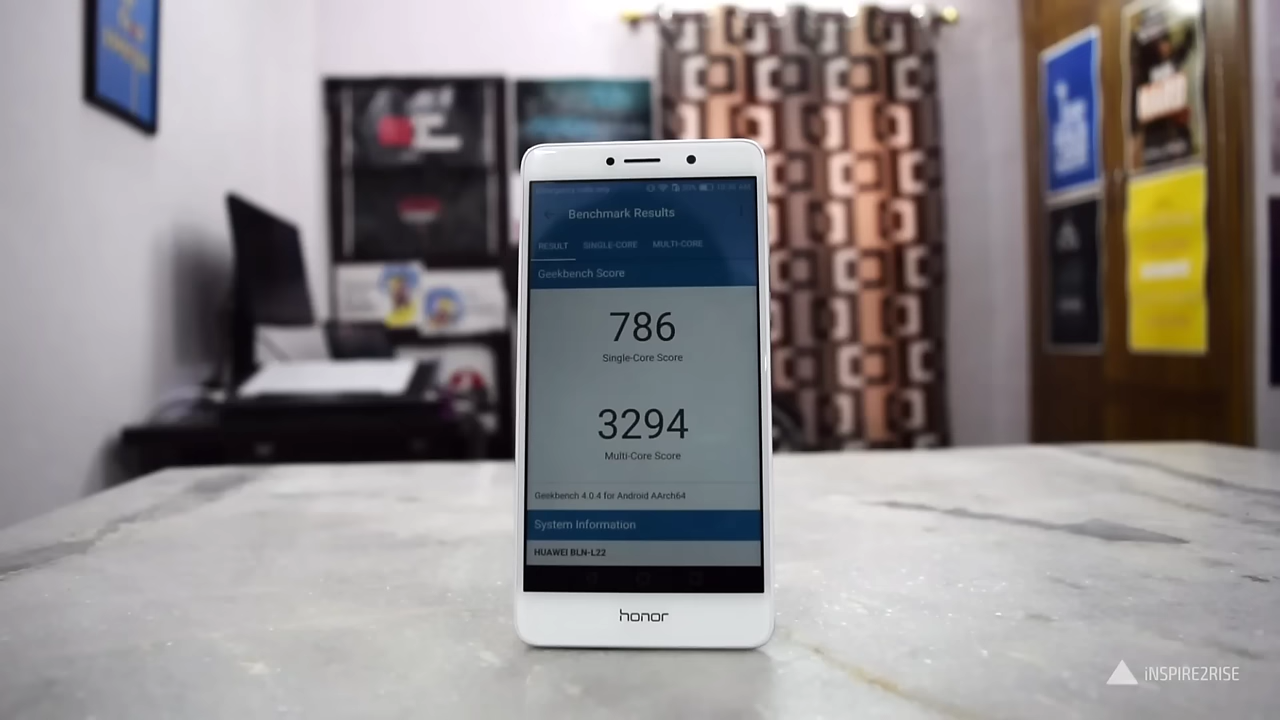 Benchmark Results
RESULT SINGLE-CORE MULTI-CORE
Geekbench Score
786
Single-Core Score
3294
Multi-Core Score
Geekbench 4.0.4 for Android AArch64
System Information
HUAWEI BLN-L22
honor
iNSPIRE2RISE